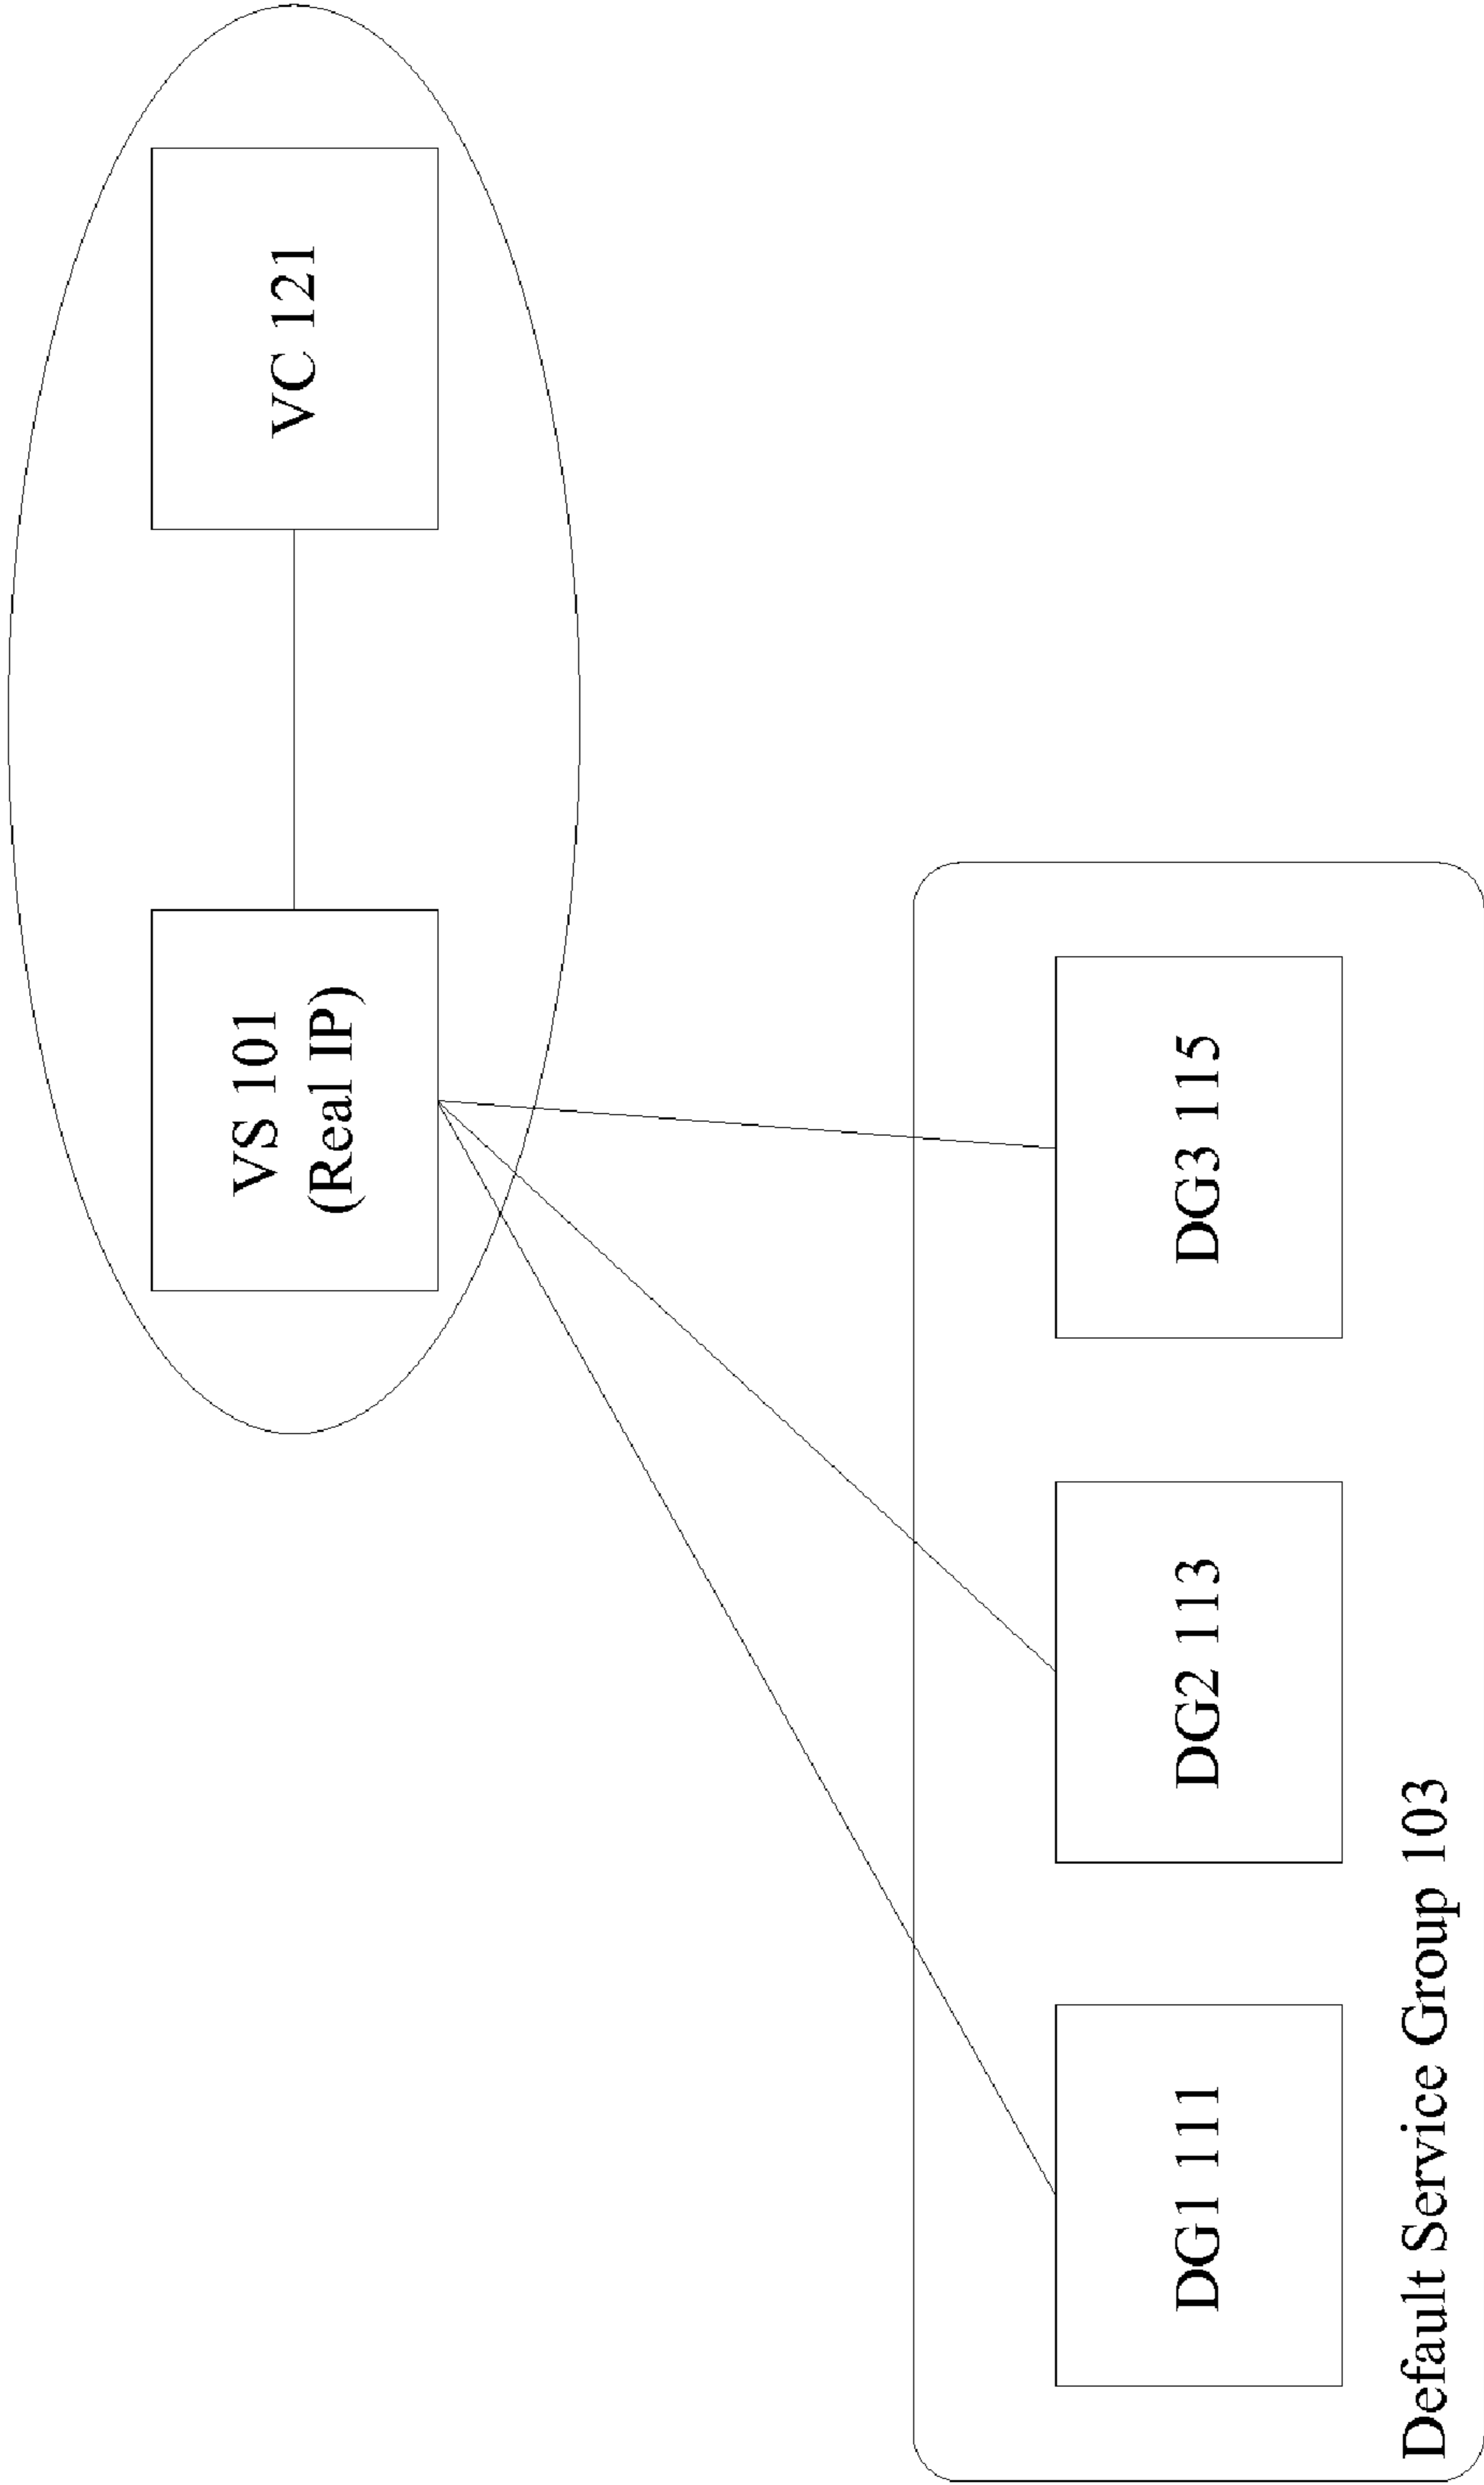 VS 101
(Real IP)
VC 121
DG1 111
DG2 113
DG3 115
Default Service Group 103